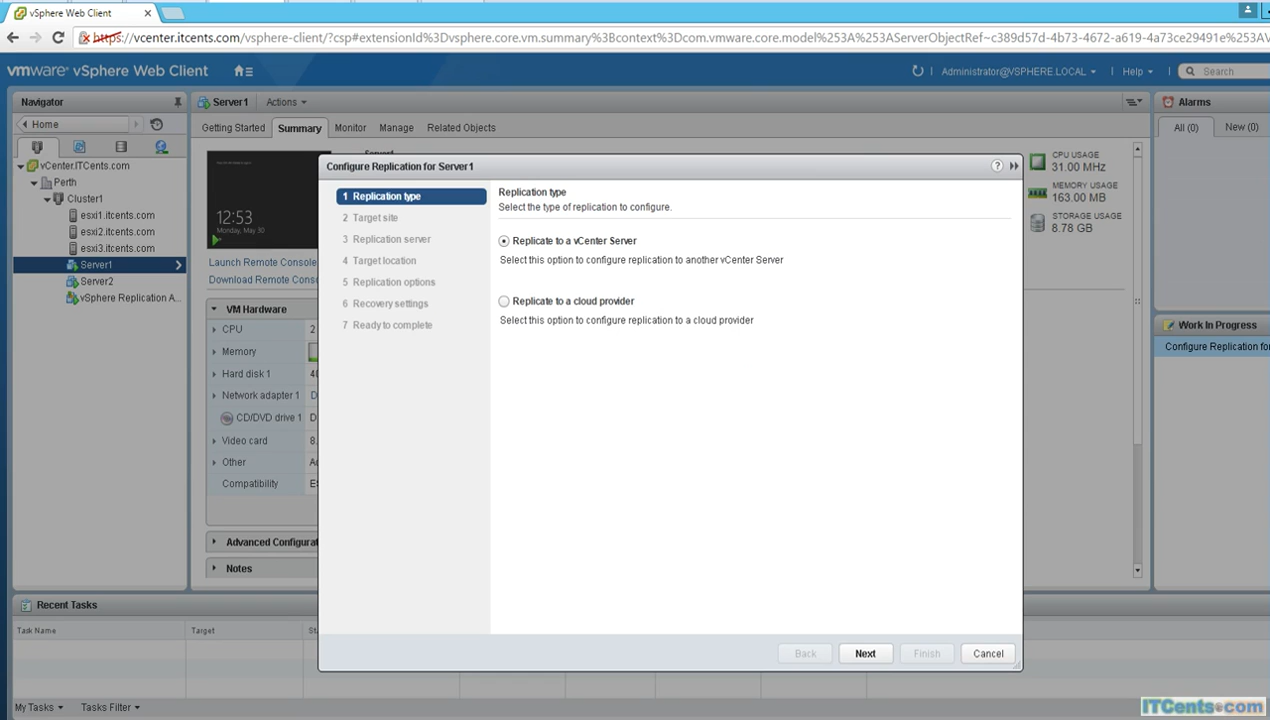 vSphere Web Client
https://vcenter.itcents.com/vsphere-client/?csp#extensionId%3Dvsphere.core.vm.summary%3Bcontext%3Dcom.vmware.core.model%253A%253AServerObjectRef~c389d57d-4b73-4672-a619-4a73ce29491e%253A
vmware® vSphere Web Client
Administrator@VSPHERE.LOCAL
Help
Search
Navigator
Server1
Actions
Alarms
Home
Getting Started
Summary
Monitor
Manage
Related Objects
All (0)
New (0)
vCenter.ITCents.com
Perth
Cluster1
esxi1.itcents.com
esxi2.itcents.com
esxi3.itcents.com
Server1
Server2
vSphere Replication A...
12:53
Monday, May 30
Launch Remote Console
Download Remote Cons
VM Hardware
CPU
2
Memory
Hard disk 1
40
Network adapter 1
CD/DVD drive 1
Video card
8.
Other
Compatibility
Advanced Configurat
Notes
Configure Replication for Server1
1 Replication type
2 Target site
3 Replication server
4 Target location
5 Replication options
6 Recovery settings
7 Ready to complete
Replication type
Select the type of replication to configure.
Replicate to a vCenter Server
Select this option to configure replication to another vCenter Server
Replicate to a cloud provider
Select this option to configure replication to a cloud provider
Back
Next
Finish
Cancel
CPU USAGE
31.00 MHz
MEMORY USAGE
163.00 MB
STORAGE USAGE
8.78 GB
Work In Progress
Configure Replication for
Recent Tasks
Task Name
Target
My Tasks
Tasks Filter
ITCents.com